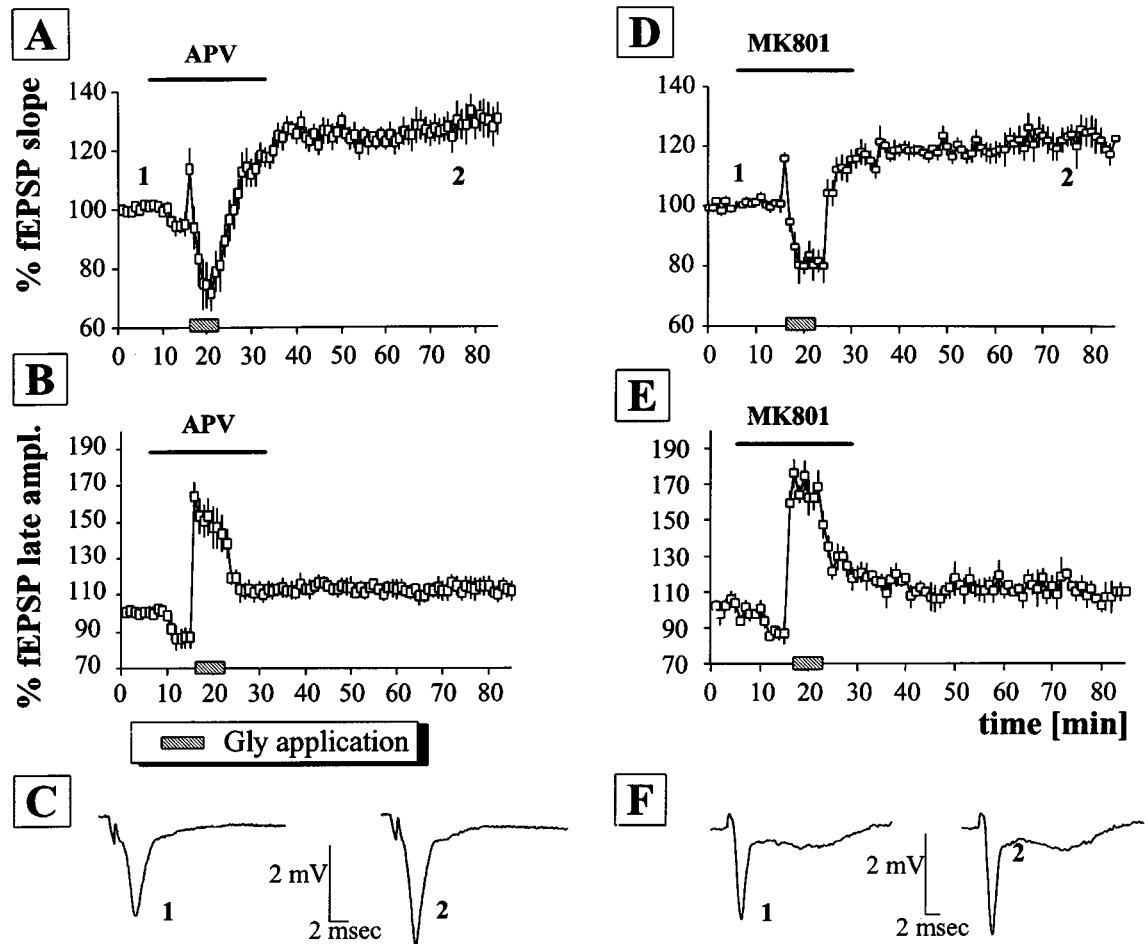 A
APV
% fEPSP slope
140
120
100
80
60
1
2
0 10 20 30 40 50 60 70 80
B
APV
% fEPSP late ampl.
190
170
150
130
110
90
70
0 10 20 30 40 50 60 70 80
Gly application
C
1
2 mV
2 msec
2
D
MK801
140
120
100
80
60
1
2
0 10 20 30 40 50 60 70 80
E
MK801
190
170
150
130
110
90
70
0 10 20 30 40 50 60 70 80
time [min]
F
1
2 mV
2 msec
2